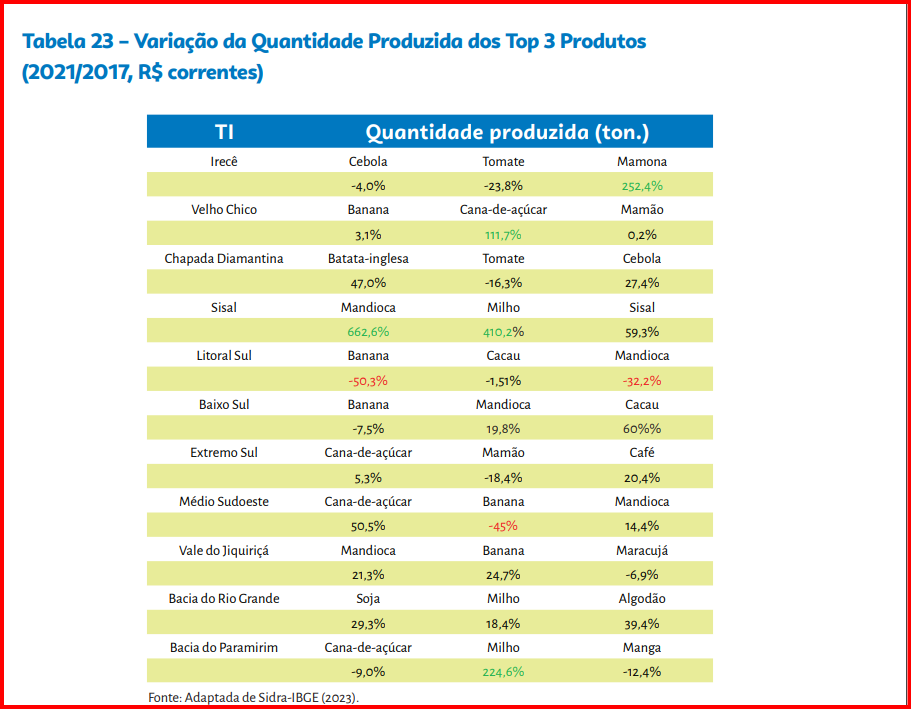 Tabela 23 – Variação da Quantidade Produzida dos Top 3 Produtos
(2021/2017, R$ correntes)
TI Quantidade produzida (ton.)
Irecê Cebola Tomate Mamona
-4,0% -23,8% 252,4%
Velho Chico Banana Cana-de-açúcar Mamão
3,1% 111,7% 0,2%
Chapada Diamantina Batata-inglesa Tomate Cebola
47,0% -16,3% 27,4%
Sisal Mandioca Milho Sisal
662,6% 410,2% 59,3%
Litoral Sul Banana Cacau Mandioca
-50,3% -1,51% -32,2%
Baixo Sul Banana Mandioca Cacau
-7,5% 19,8% 60%%
Extremo Sul Cana-de-açúcar Mamão Café
5,3% -18,4% 20,4%
Médio Sudoeste Cana-de-açúcar Banana Mandioca
50,5% -45% 14,4%
Vale do Jiquiriçá Mandioca Banana Maracujá
21,3% 24,7% -6,9%
Bacia do Rio Grande Soja Milho Algodão
29,3% 18,4% 39,4%
Bacia do Paramirim Cana-de-açúcar Milho Manga
-9,0% 224,6% -12,4%
Fonte: Adaptada de Sidra-IBGE (2023).